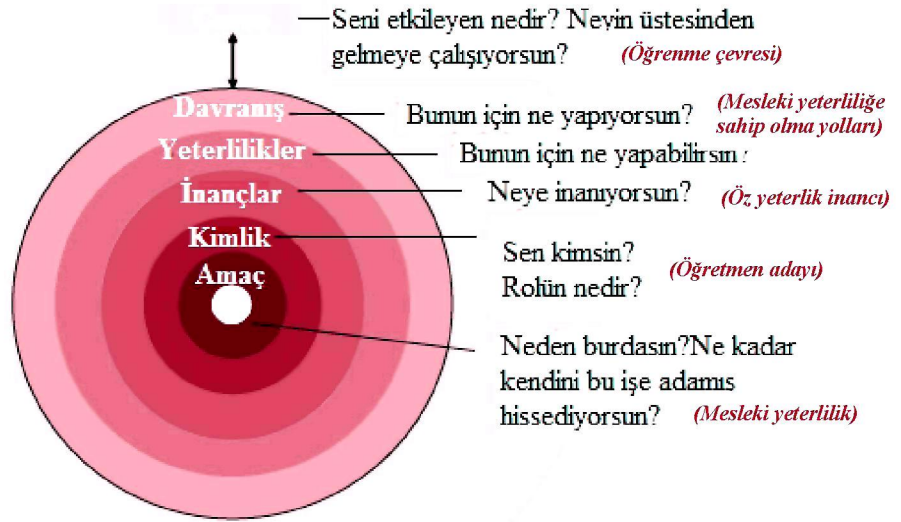 Seni etkileyen nedir? Neyin üstesinden
gelmeye çalışıyorsun? (Öğrenme çevresi)
Davranış
Bunun için ne yapıyorsun? (Mesleki yeterliliğe
sahip olma yolları)
Yeterlilikler
Bunun için ne yapabilirsin?
İnançlar
Neye inanıyorsun? (Öz yeterlik inancı)
Kimlik
Sen kimsin?
Rolün nedir? (Öğretmen adayı)
Amaç
Neden burdasın?Ne kadar
kendini bu işe adamıs
hissediyorsun? (Mesleki yeterlilik)